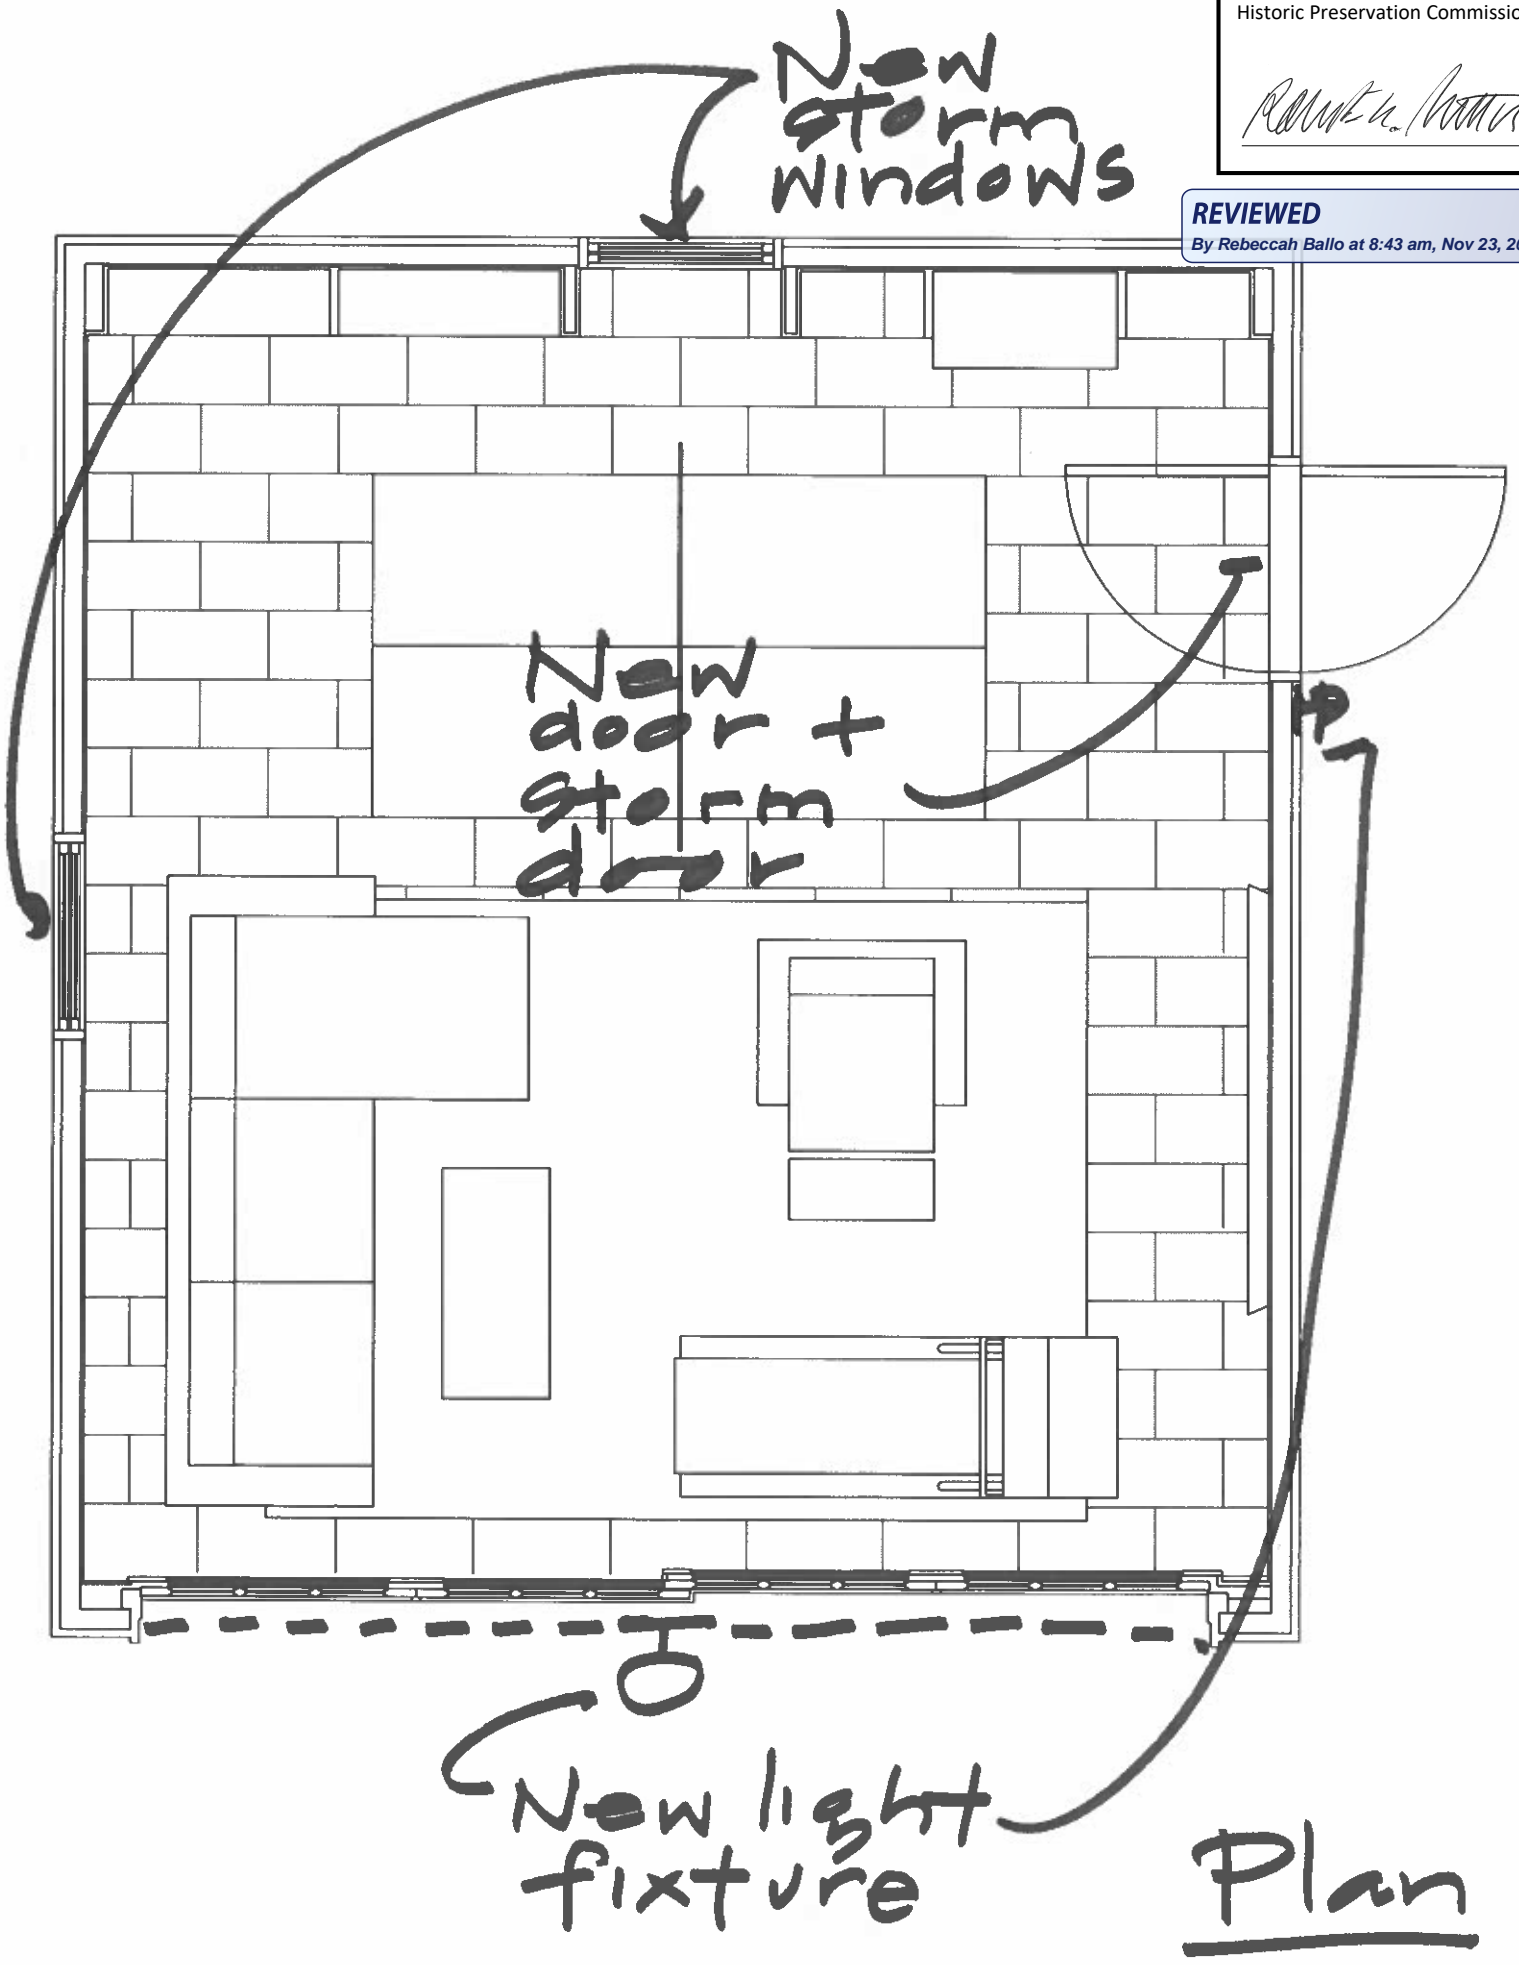 Historic Preservation Commissio
REVIEWED
By Rebeccah Ballo at 8:43 am, Nov 23, 20
New
storm
windows
New
door +
storm
door
New light
fixture
Plan